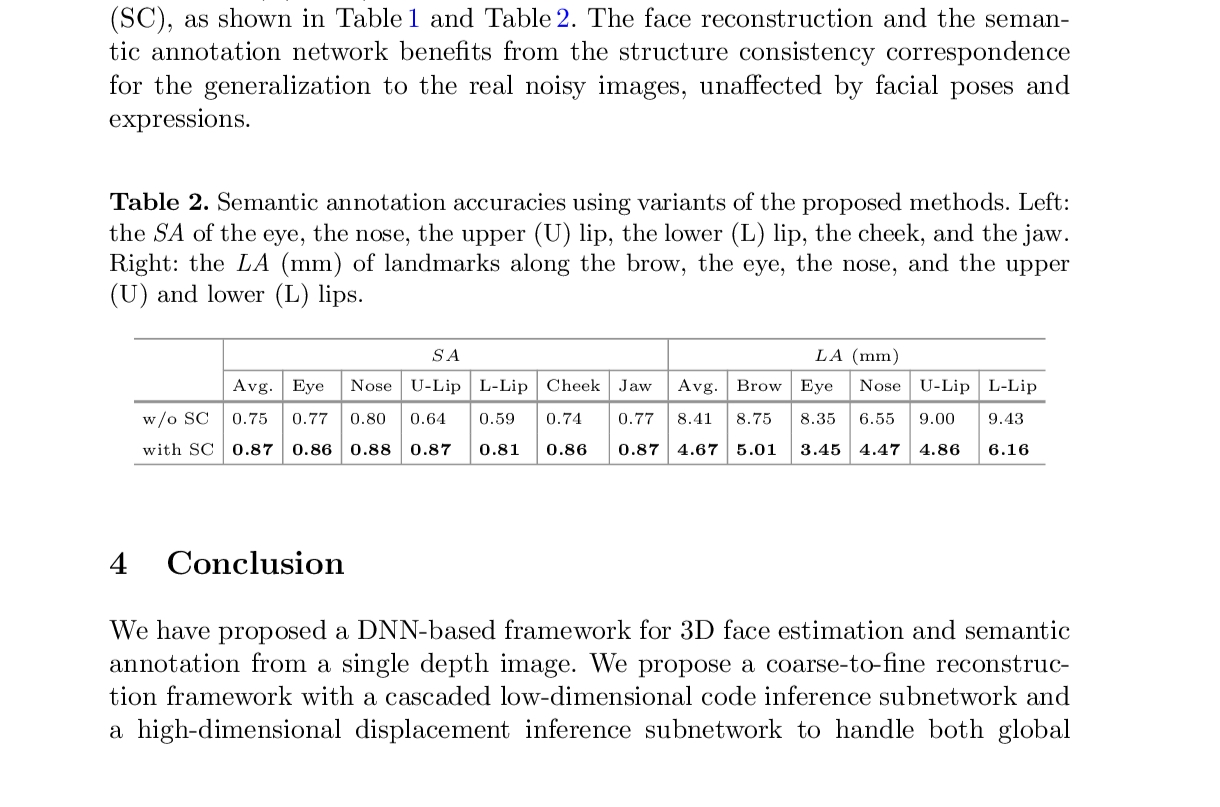 (SC), as shown in Table 1 and Table 2. The face reconstruction and the seman-
tic annotation network benefits from the structure consistency correspondence
for the generalization to the real noisy images, unaffected by facial poses and
expressions.
Table 2. Semantic annotation accuracies using variants of the proposed methods. Left:
the SA of the eye, the nose, the upper (U) lip, the lower (L) lip, the cheek, and the jaw.
Right: the LA (mm) of landmarks along the brow, the eye, the nose, and the upper
(U) and lower (L) lips.
SA LA (mm)
Avg. Eye Nose U-Lip L-Lip Cheek Jaw Avg. Brow Eye Nose U-Lip L-Lip
w/o SC 0.75 0.77 0.80 0.64 0.59 0.74 0.77 8.41 8.75 8.35 6.55 9.00 9.43
with SC 0.87 0.86 0.88 0.87 0.81 0.86 0.87 4.67 5.01 3.45 4.47 4.86 6.16
4 Conclusion
We have proposed a DNN-based framework for 3D face estimation and semantic
annotation from a single depth image. We propose a coarse-to-fine reconstruc-
tion framework with a cascaded low-dimensional code inference subnetwork and
a high-dimensional displacement inference subnetwork to handle both global